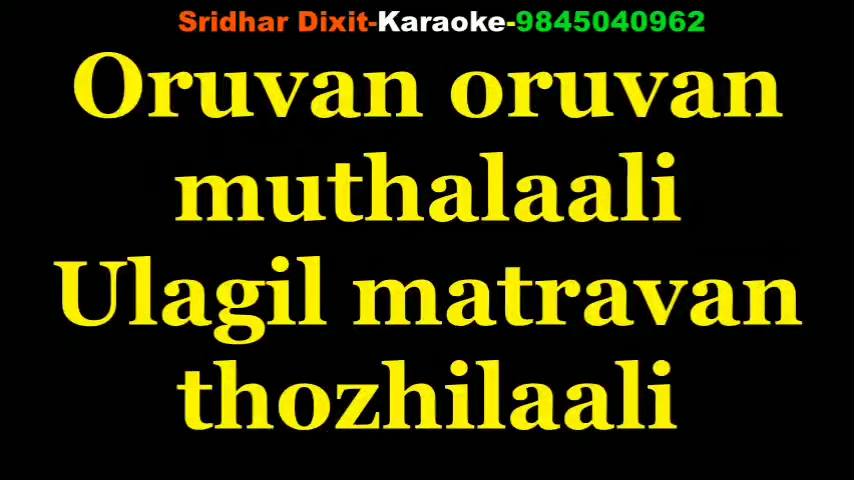 Sridhar Dixit-Karaoke-9845040962
Oruvan oruvan
muthalaali
Ulagil matravan
thozhilaali